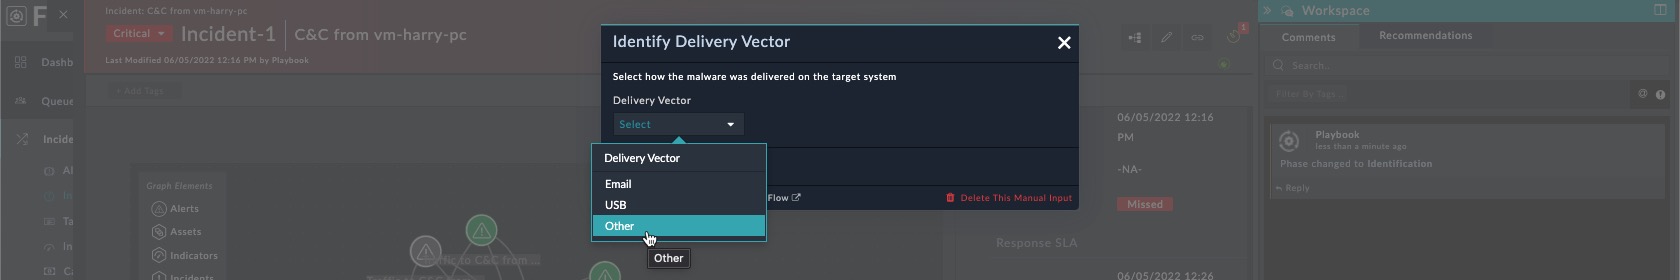 F
Dashb
Queue
Incide
Al
In
Ta
In
Ca
Incident: C&C from vm-harry-pc
Critical
Incident-1
C&C from vm-harry-pc
Last Modified 06/05/2022 12:16 PM by Playbook
+ Add Tags
Graph Elements
Alerts
Assets
Indicators
Incidents
Identify Delivery Vector
Select how the malware was delivered on the target system
Delivery Vector
Select
Delivery Vector
Email
USB
Other
Other
Flow
Delete This Manual Input
06/05/2022 12:16
PM
-NA-
Missed
Response SLA
06/05/2022 12:26
1
Workspace
Comments
Recommendations
Search..
Filter By Tags...
@
Playbook
less than a minute ago
Phase changed to Identification
Reply